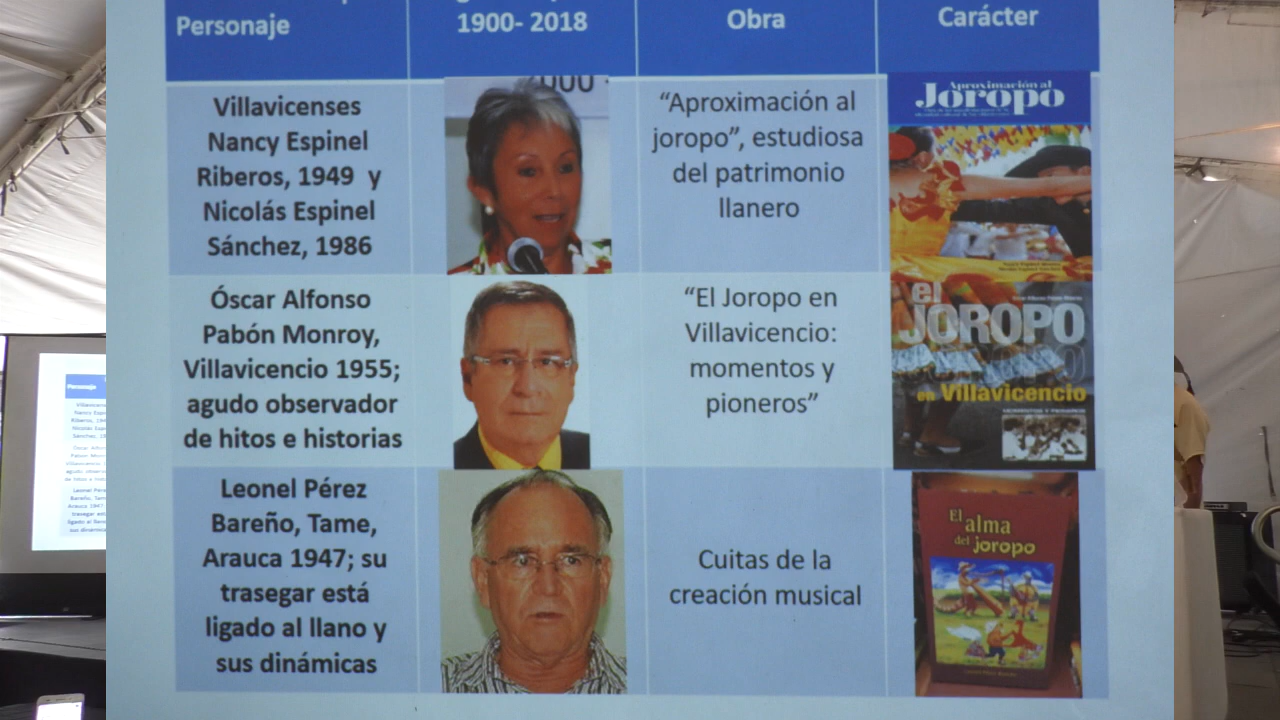 Personaje
1900- 2018
Obra
Carácter
Villavicenses
Nancy Espinel
Riberos, 1949 y
Nicolás Espinel
Sánchez, 1986
“Aproximación al
joropo”, estudiosa
del patrimonio
llanero
Aproximación al
Joropo
Óscar Alfonso
Pabón Monroy,
Villavicencio 1955;
agudo observador
de hitos e historias
“El Joropo en
Villavicencio:
momentos y
pioneros”
el
JOROPO
en Villavicencio
MOMENTOS Y PIONEROS
Leonel Pérez
Bareño, Tame,
Arauca 1947; su
trasegar está
ligado al llano y
sus dinámicas
Cuitas de la
creación musical
El
alma
del joropo
Personaje